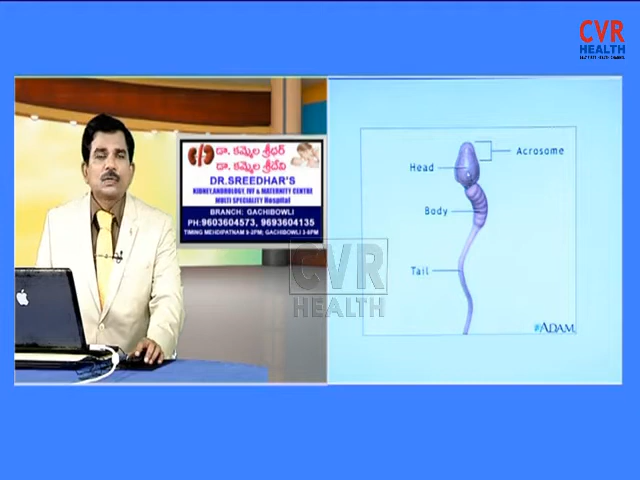 CVR
HEALTH
డా. కమ్మెల శ్రీధర్
డా. కమ్మెల శ్రీదేవి
DR.SREEDHAR'S
KIDNEY,ANDROLOGY, IVF & MATERNITY CENTRE
MULTI SPECIALITY Hospital
BRANCH: GACHIBOWLI
PH:9603604573, 9693604135
TIMING MEHDIPATNAM 9-2PM; GACHIBOWLI 3-8PM
Acrosome
Head
Body
Tail
ADAM
CVR
HEALTH